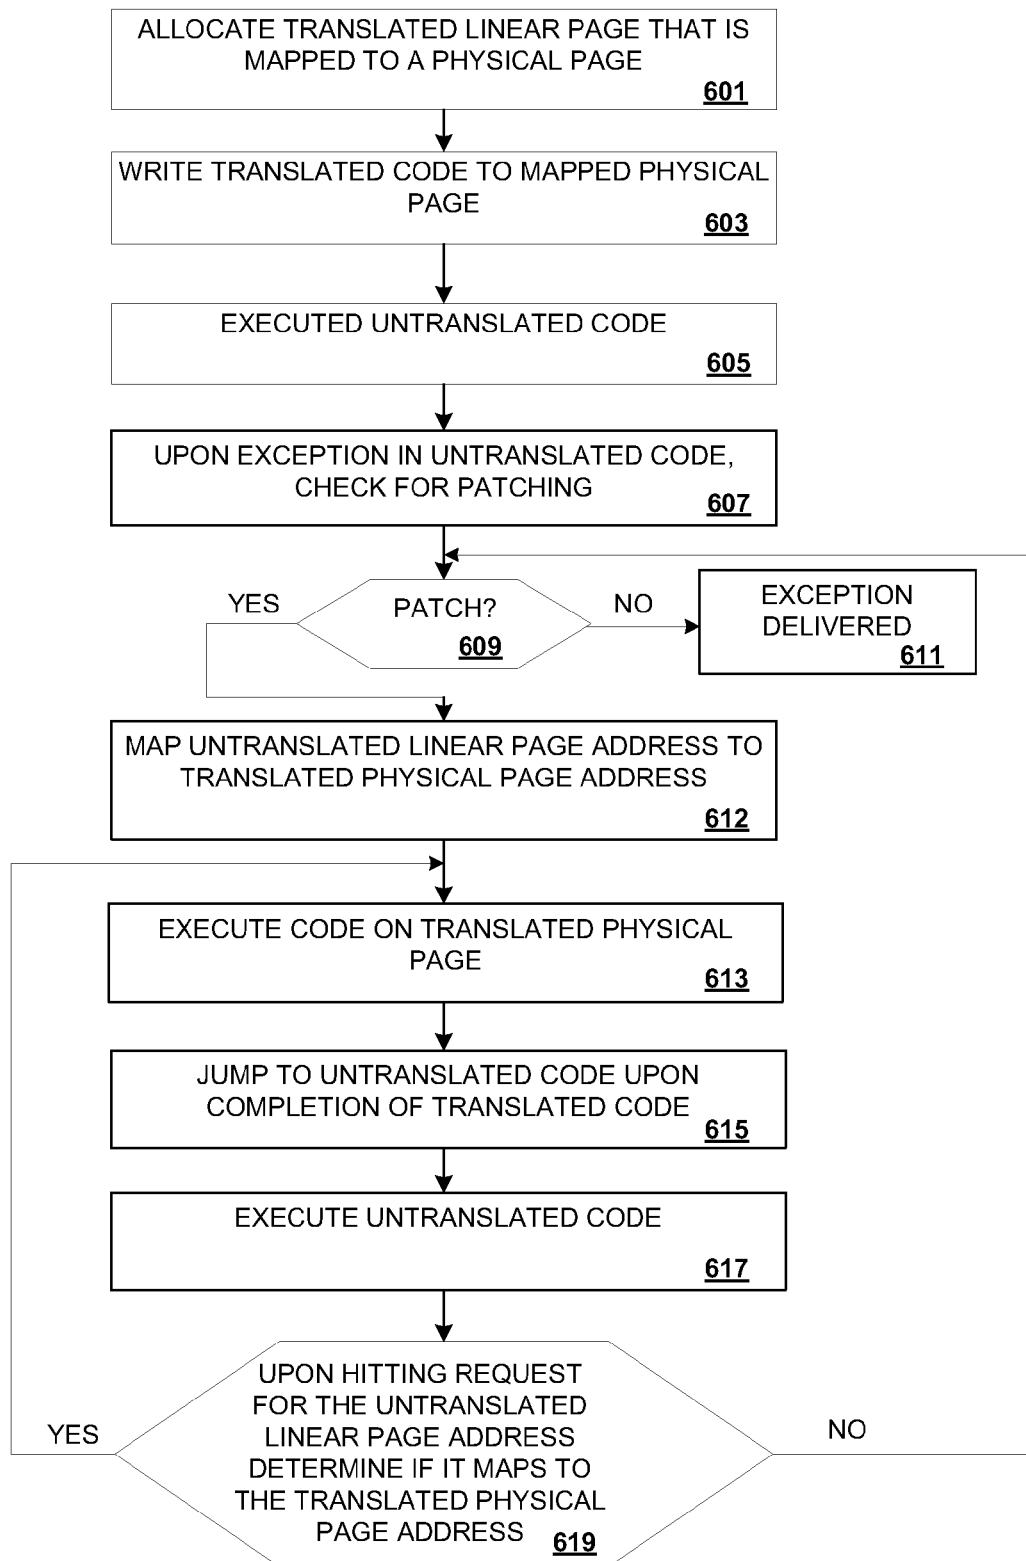 ALLOCATE TRANSLATED LINEAR PAGE THAT IS
MAPPED TO A PHYSICAL PAGE
601
WRITE TRANSLATED CODE TO MAPPED PHYSICAL
PAGE
603
EXECUTED UNTRANSLATED CODE
605
UPON EXCEPTION IN UNTRANSLATED CODE,
CHECK FOR PATCHING
607
YES
PATCH?
609
NO
EXCEPTION
DELIVERED
611
MAP UNTRANSLATED LINEAR PAGE ADDRESS TO
TRANSLATED PHYSICAL PAGE ADDRESS
612
EXECUTE CODE ON TRANSLATED PHYSICAL
PAGE
613
JUMP TO UNTRANSLATED CODE UPON
COMPLETION OF TRANSLATED CODE
615
EXECUTE UNTRANSLATED CODE
617
YES
UPON HITTING REQUEST
FOR THE UNTRANSLATED
LINEAR PAGE ADDRESS
DETERMINE IF IT MAPS TO
THE TRANSLATED PHYSICAL
PAGE ADDRESS
619
NO